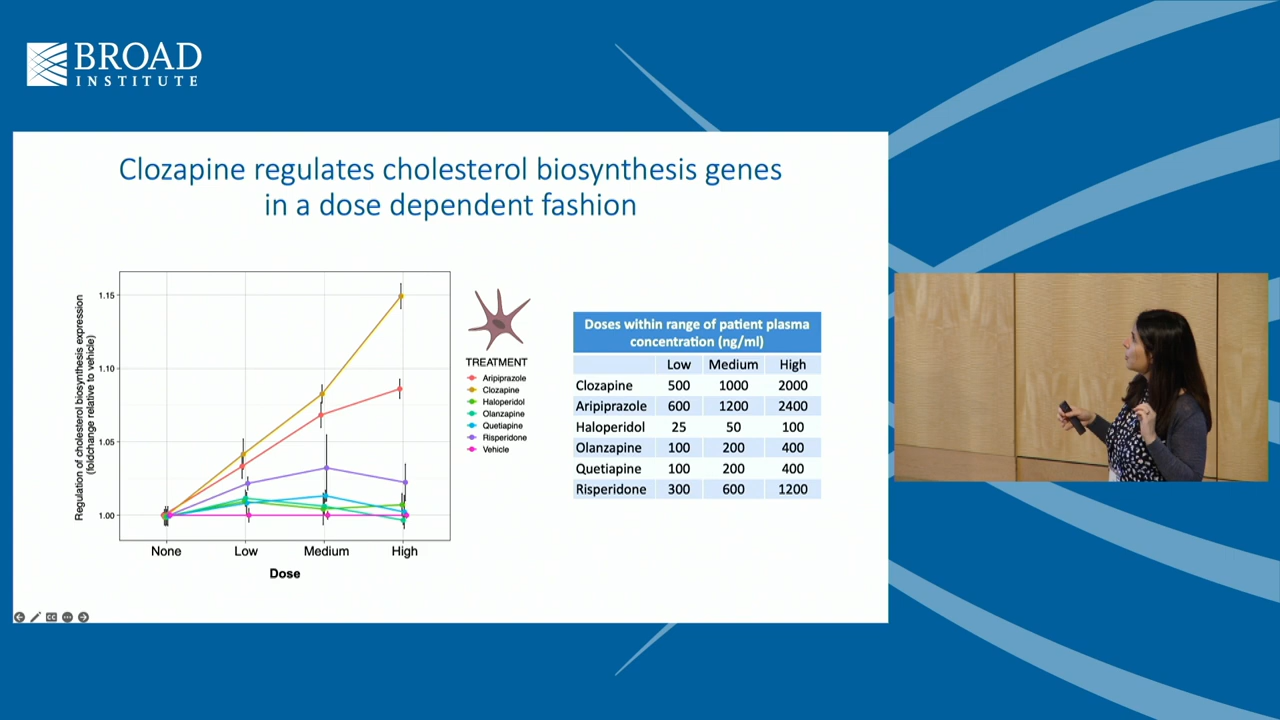 BROAD
INSTITUTE
Clozapine regulates cholesterol biosynthesis genes
in a dose dependent fashion
Regulation of cholesterol biosynthesis expression
(foldchange relative to vehicle)
1.15
1.10
1.05
1.00
None Low Medium High
Dose
TREATMENT
Aripiprazole
Clozapine
Haloperidol
Olanzapine
Quetiapine
Risperidone
Vehicle
Doses within range of patient plasma
concentration (ng/ml)
Low Medium High
Clozapine 500 1000 2000
Aripiprazole 600 1200 2400
Haloperidol 25 50 100
Olanzapine 100 200 400
Quetiapine 100 200 400
Risperidone 300 600 1200
CC